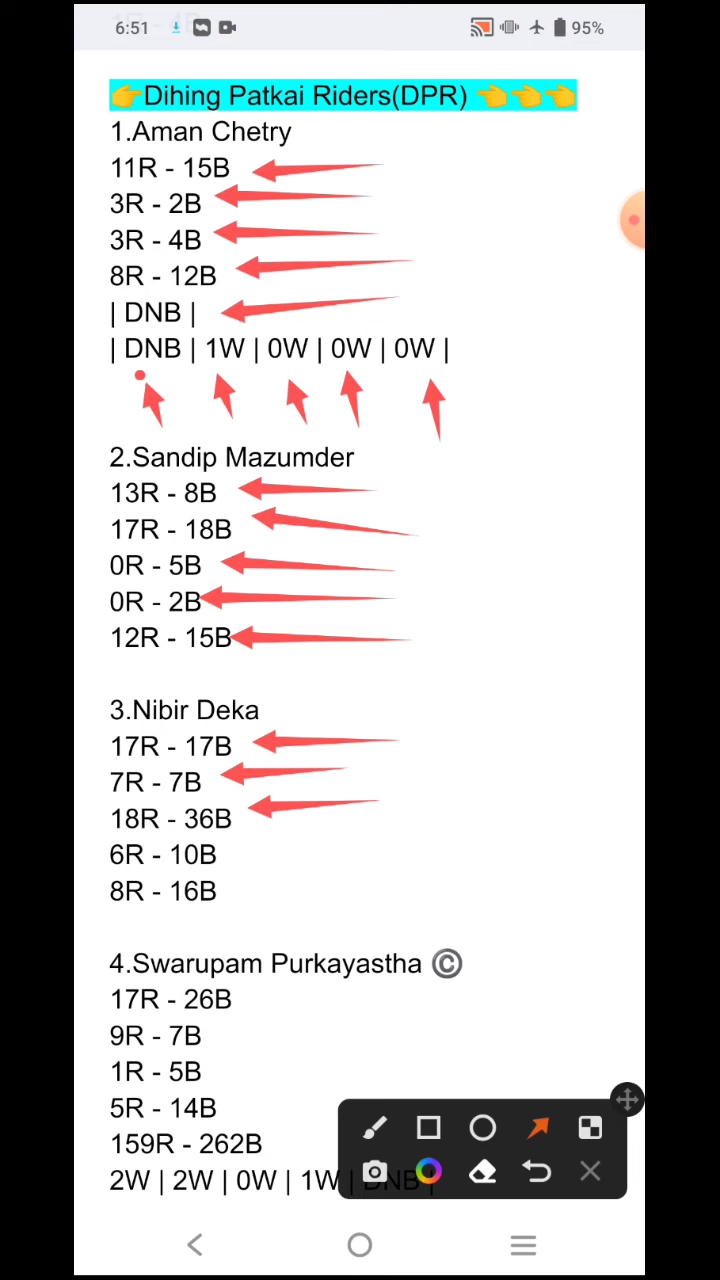 6:51
95%
👉Dihing Patkai Riders(DPR) 👈👈👈
1.Aman Chetry
11R - 15B
3R - 2B
3R - 4B
8R - 12B
| DNB |
| DNB | 1W | 0W | 0W | 0W |
2.Sandip Mazumder
13R - 8B
17R - 18B
0R - 5B
0R - 2B
12R - 15B
3.Nibir Deka
17R - 17B
7R - 7B
18R - 36B
6R - 10B
8R - 16B
4.Swarupam Purkayastha ©
17R - 26B
9R - 7B
1R - 5B
5R - 14B
159R - 262B
2W | 2W | 0W | 1W | DNB |